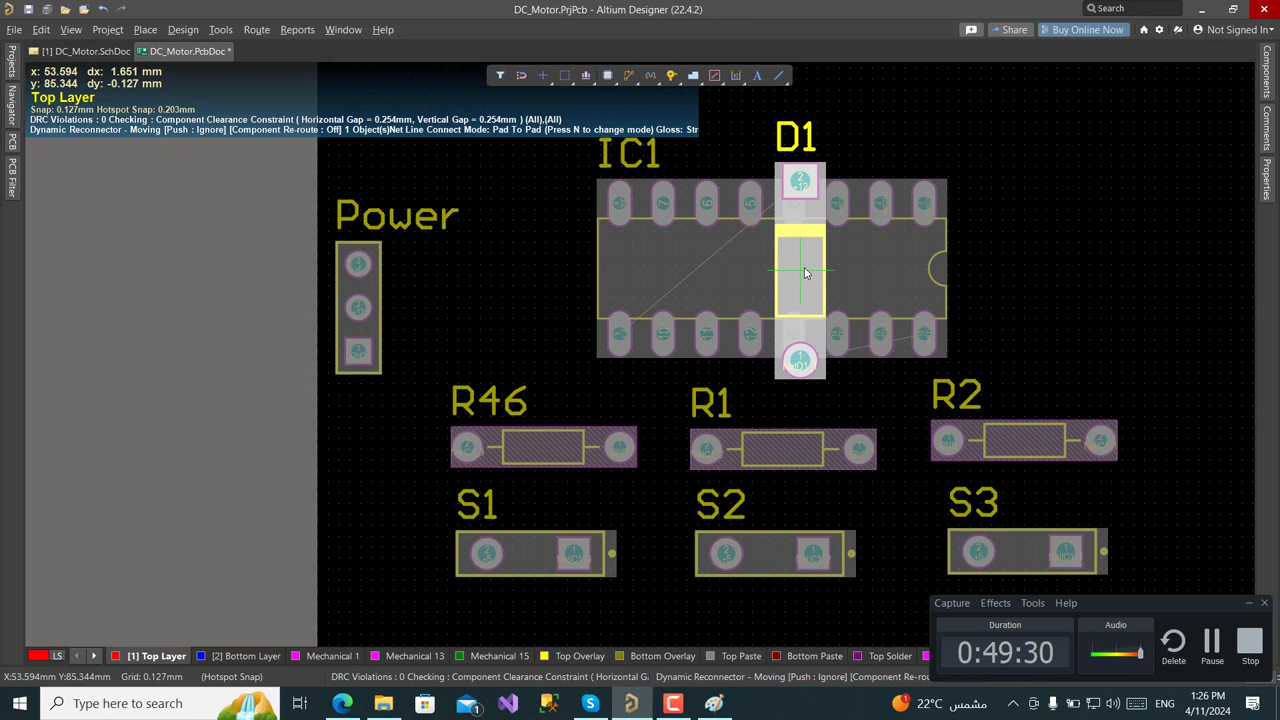 DC_Motor.PrjPcb - Altium Designer (22.4.2)
Search
File Edit View Project Place Design Tools Route Reports Window Help
Share
Buy Online Now
Not Signed In
[1] DC_Motor.SchDoc
DC_Motor.PcbDoc *
x: 53.594 dx: 1.651 mm
y: 85.344 dy: -0.127 mm
Top Layer
Snap: 0.127mm Hotspot Snap: 0.203mm
DRC Violations : 0 Checking : Component Clearance Constraint ( Horizontal Gap = 0.254mm, Vertical Gap = 0.254mm ) (All),(All)
Dynamic Reconnector - Moving [Push : Ignore] [Component Re-route : Off] 1 Object(s)Net Line Connect Mode: Pad To Pad (Press N to change mode) Gloss: Str
Projects
Navigator
PCB
PCB Filter
Components
Properties
D1
IC1
Power
R46
R1
R2
S1
S2
S3
Capture Effects Tools Help
Duration
Audio
0:49:30
Delete
Pause
Stop
LS
[1] Top Layer
[2] Bottom Layer
Mechanical 1
Mechanical 13
Mechanical 15
Top Overlay
Bottom Overlay
Top Paste
Bottom Paste
Top Solder
X:53.594mm Y:85.344mm Grid: 0.127mm (Hotspot Snap)
DRC Violations : 0 Checking : Component Clearance Constraint ( Horizontal Ga
Dynamic Reconnector - Moving [Push : Ignore] [Component Re-rout
Type here to search
22°C مشمس
ENG
1:26 PM
4/11/2024